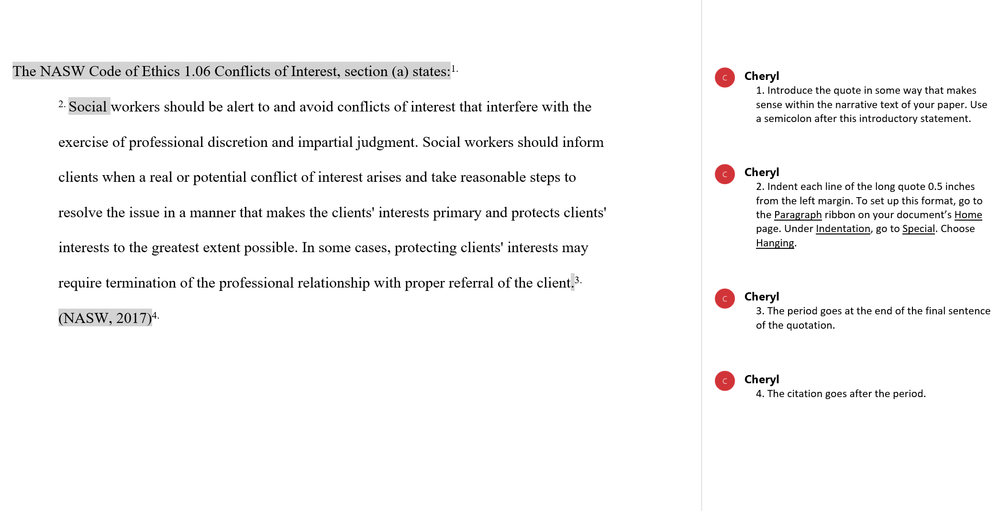 The NASW Code of Ethics 1.06 Conflicts of Interest, section (a) states:1.
2. Social workers should be alert to and avoid conflicts of interest that interfere with the
exercise of professional discretion and impartial judgment. Social workers should inform
clients when a real or potential conflict of interest arises and take reasonable steps to
resolve the issue in a manner that makes the clients' interests primary and protects clients'
interests to the greatest extent possible. In some cases, protecting clients' interests may
require termination of the professional relationship with proper referral of the client.3.
(NASW, 2017)4.
C
Cheryl
1. Introduce the quote in some way that makes
sense within the narrative text of your paper. Use
a semicolon after this introductory statement.
C
Cheryl
2. Indent each line of the long quote 0.5 inches
from the left margin. To set up this format, go to
the Paragraph ribbon on your document’s Home
page. Under Indentation, go to Special. Choose
Hanging.
C
Cheryl
3. The period goes at the end of the final sentence
of the quotation.
C
Cheryl
4. The citation goes after the period.